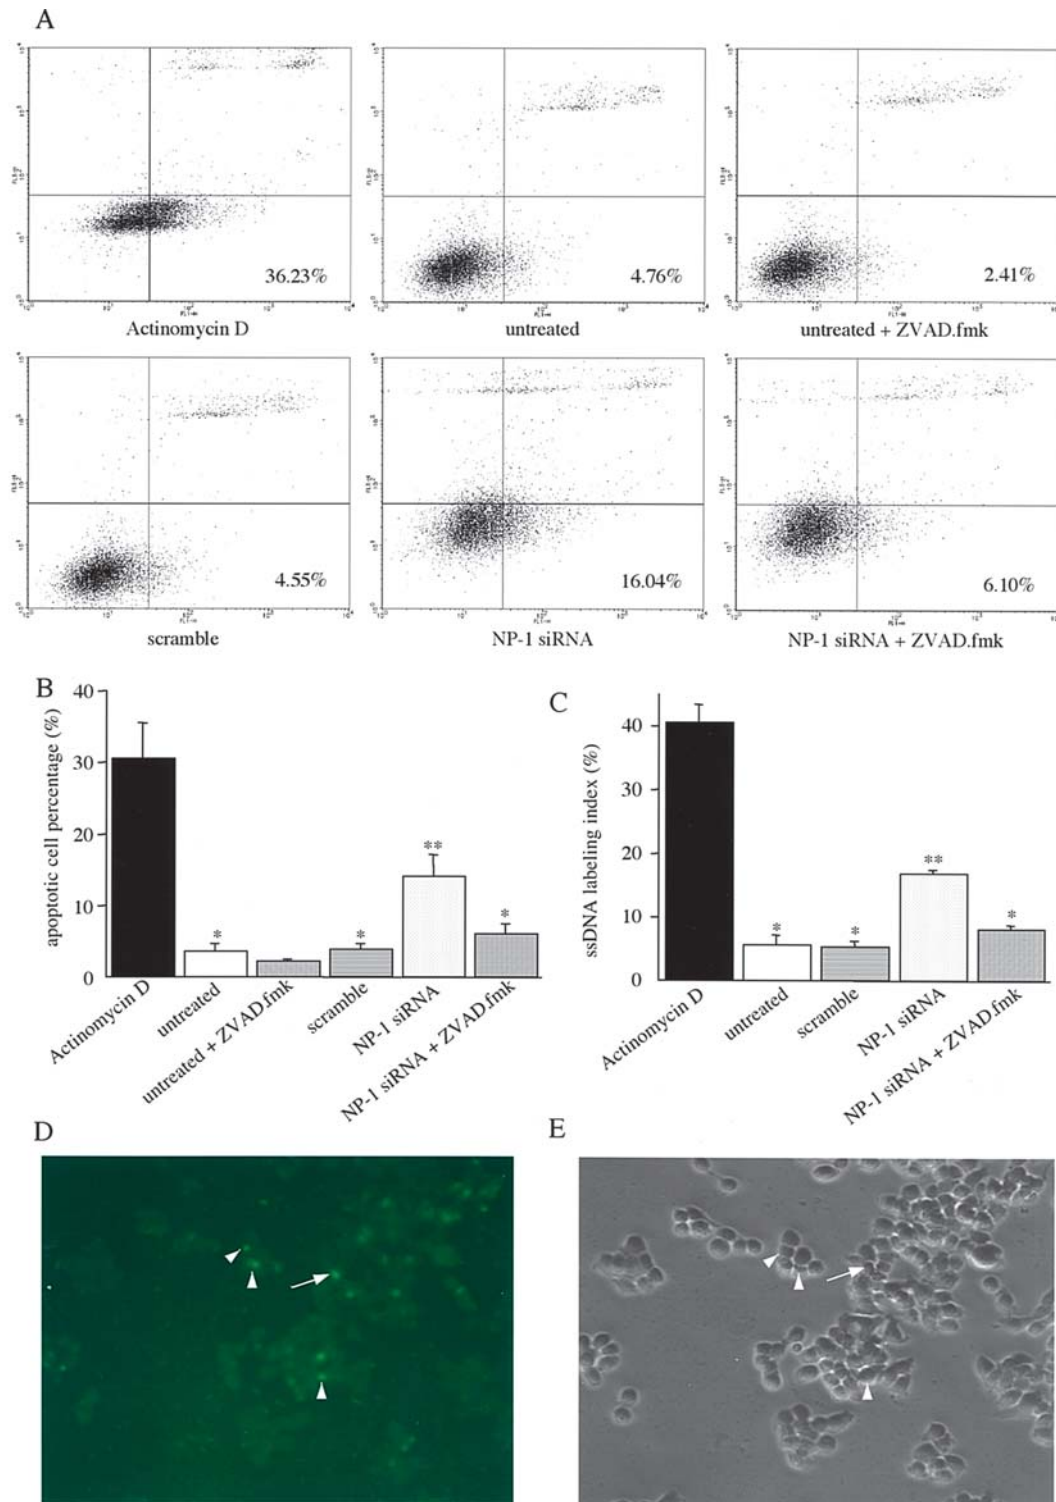 A
36.23%
4.76%
2.41%
Actinomycin D
untreated
untreated + ZVAD.fmk
4.55%
16.04%
6.10%
scramble
NP-1 siRNA
NP-1 siRNA + ZVAD.fmk
B
apoptotic cell percentage (%)
40
30
20
10
0
**
*
*
*
Actinomycin D
untreated
untreated + ZVAD.fmk
scramble
NP-1 siRNA
NP-1 siRNA + ZVAD.fmk
C
ssDNA labeling index (%)
40
30
20
10
0
**
*
*
*
Actinomycin D
untreated
scramble
NP-1 siRNA
NP-1 siRNA + ZVAD.fmk
D
E